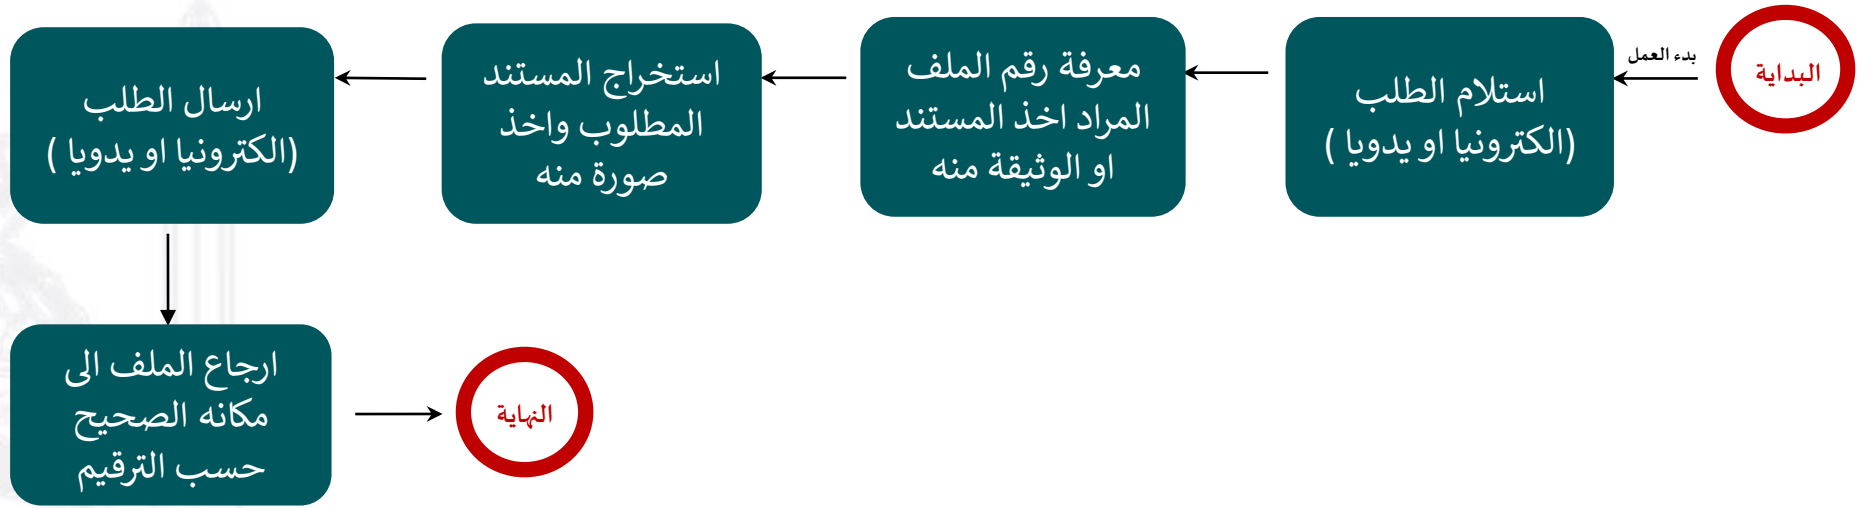 البداية
بدء العمل
استلام الطلب
(الكترونيا او يدويا )
معرفة رقم الملف
المراد اخذ المستند
او الوثيقة منه
استخراج المستند
المطلوب واخذ
صورة منه
ارسال الطلب
(الكترونيا او يدويا )
ارجاع الملف الى
مكانه الصحيح
حسب الترقيم
النهاية